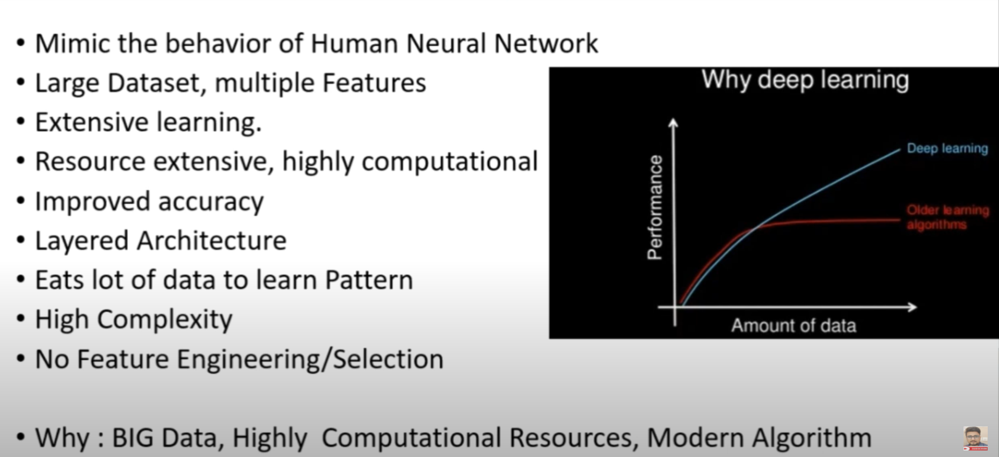 • Mimic the behavior of Human Neural Network
• Large Dataset, multiple Features
• Extensive learning.
• Resource extensive, highly computational
• Improved accuracy
• Layered Architecture
• Eats lot of data to learn Pattern
• High Complexity
• No Feature Engineering/Selection
• Why : BIG Data, Highly  Computational Resources, Modern Algorithm
Why deep learning
Performance
Deep learning
Older learning
algorithms
Amount of data